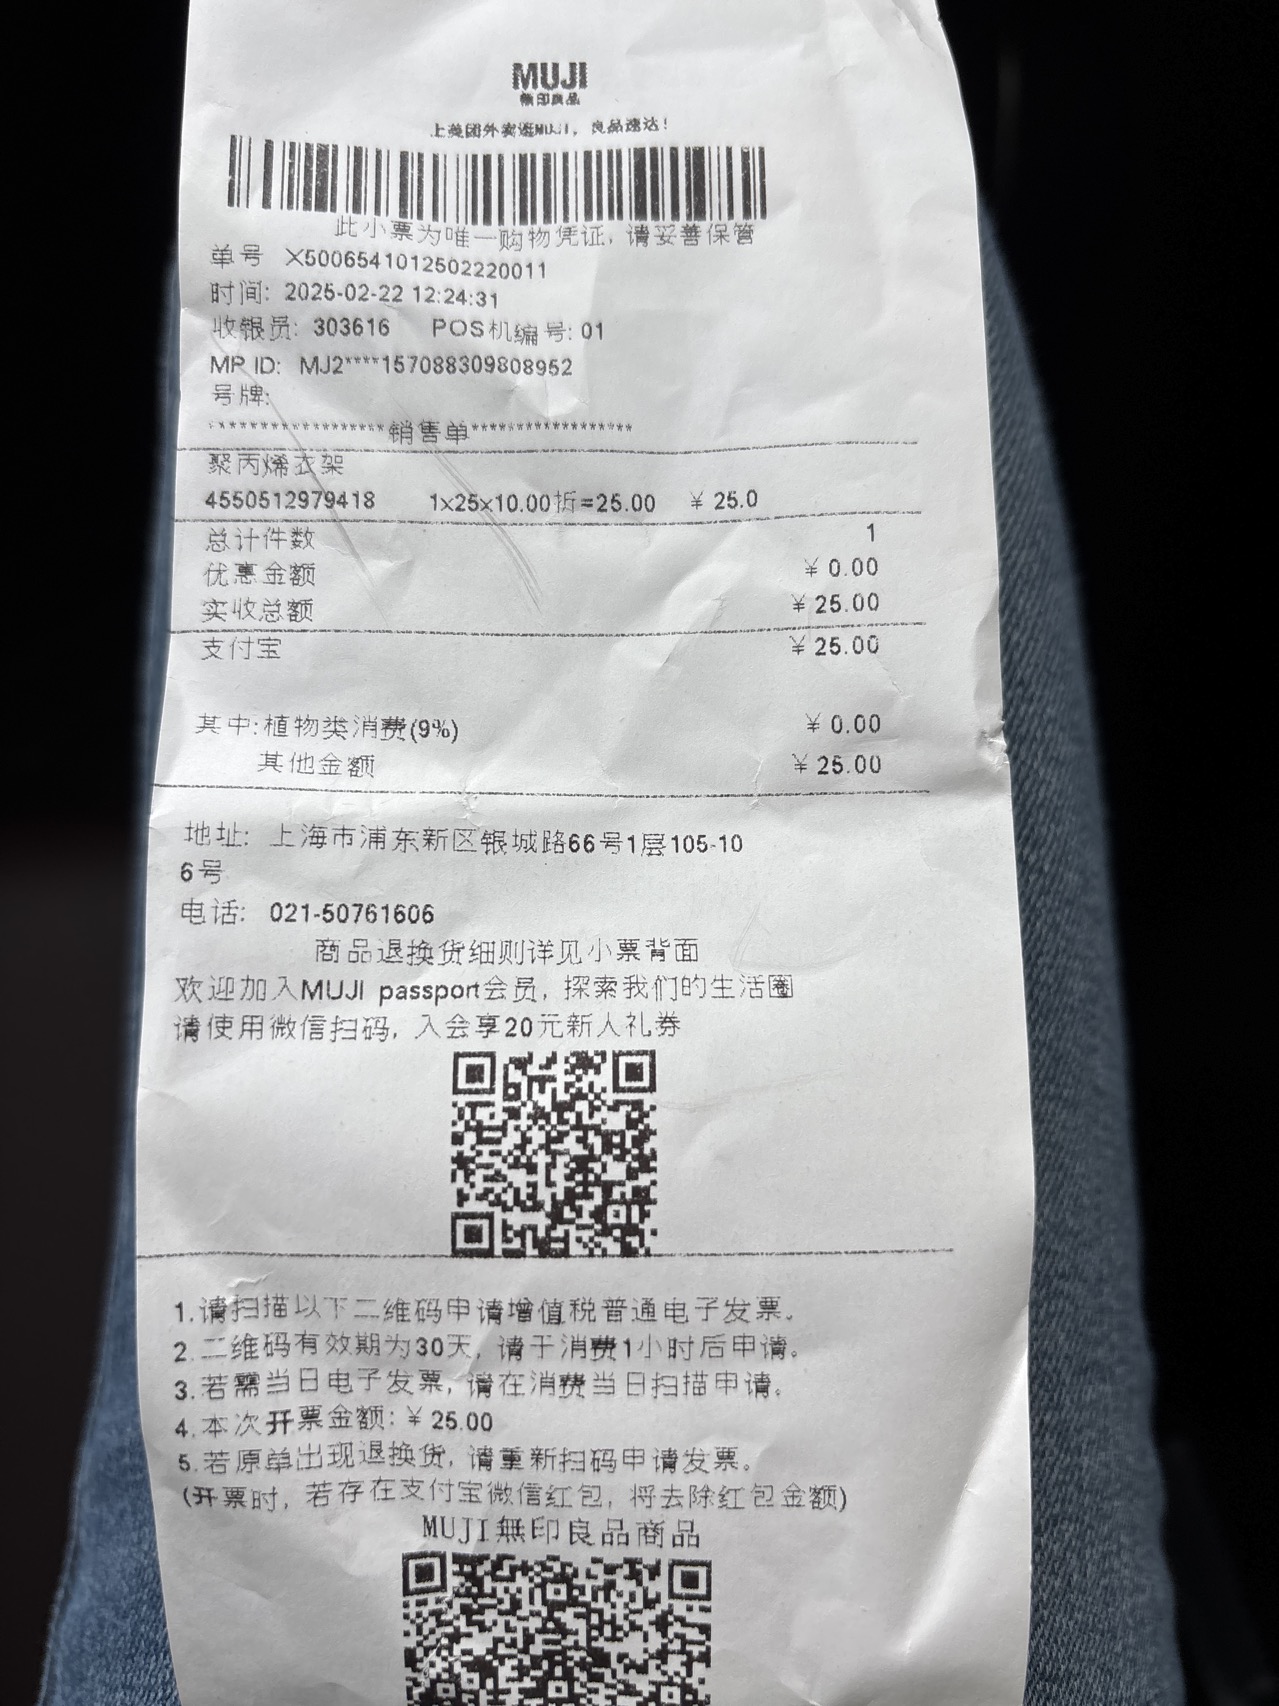 MUJI
無印良品
上美团外卖逛MUJI，良品速达！
此小票为唯一购物凭证，请妥善保管
单号 X5006541012502220011
时间: 2025-02-22 12:24:31
收银员: 303616 POS机编号: 01
MP ID: MJ2****157088309808952
号牌:
******************销售单******************
聚丙烯衣架
4550512979418 1x25x10.00折=25.00 ¥ 25.0
总计件数 1
优惠金额 ¥ 0.00
实收总额 ¥ 25.00
支付宝 ¥ 25.00
其中:植物类消费(9%) ¥ 0.00
其他金额 ¥ 25.00
地址: 上海市浦东新区银城路66号1层105-10
6号
电话: 021-50761606
商品退换货细则详见小票背面
欢迎加入MUJI passport会员，探索我们的生活圈
请使用微信扫码，入会享20元新人礼券
1.请扫描以下二维码申请增值税普通电子发票。
2.二维码有效期为30天，请于消费1小时后申请。
3.若需当日电子发票，请在消费当日扫描申请。
4.本次开票金额: ¥ 25.00
5.若原单出现退换货，请重新扫码申请发票。
(开票时，若存在支付宝微信红包，将去除红包金额)
MUJI無印良品商品